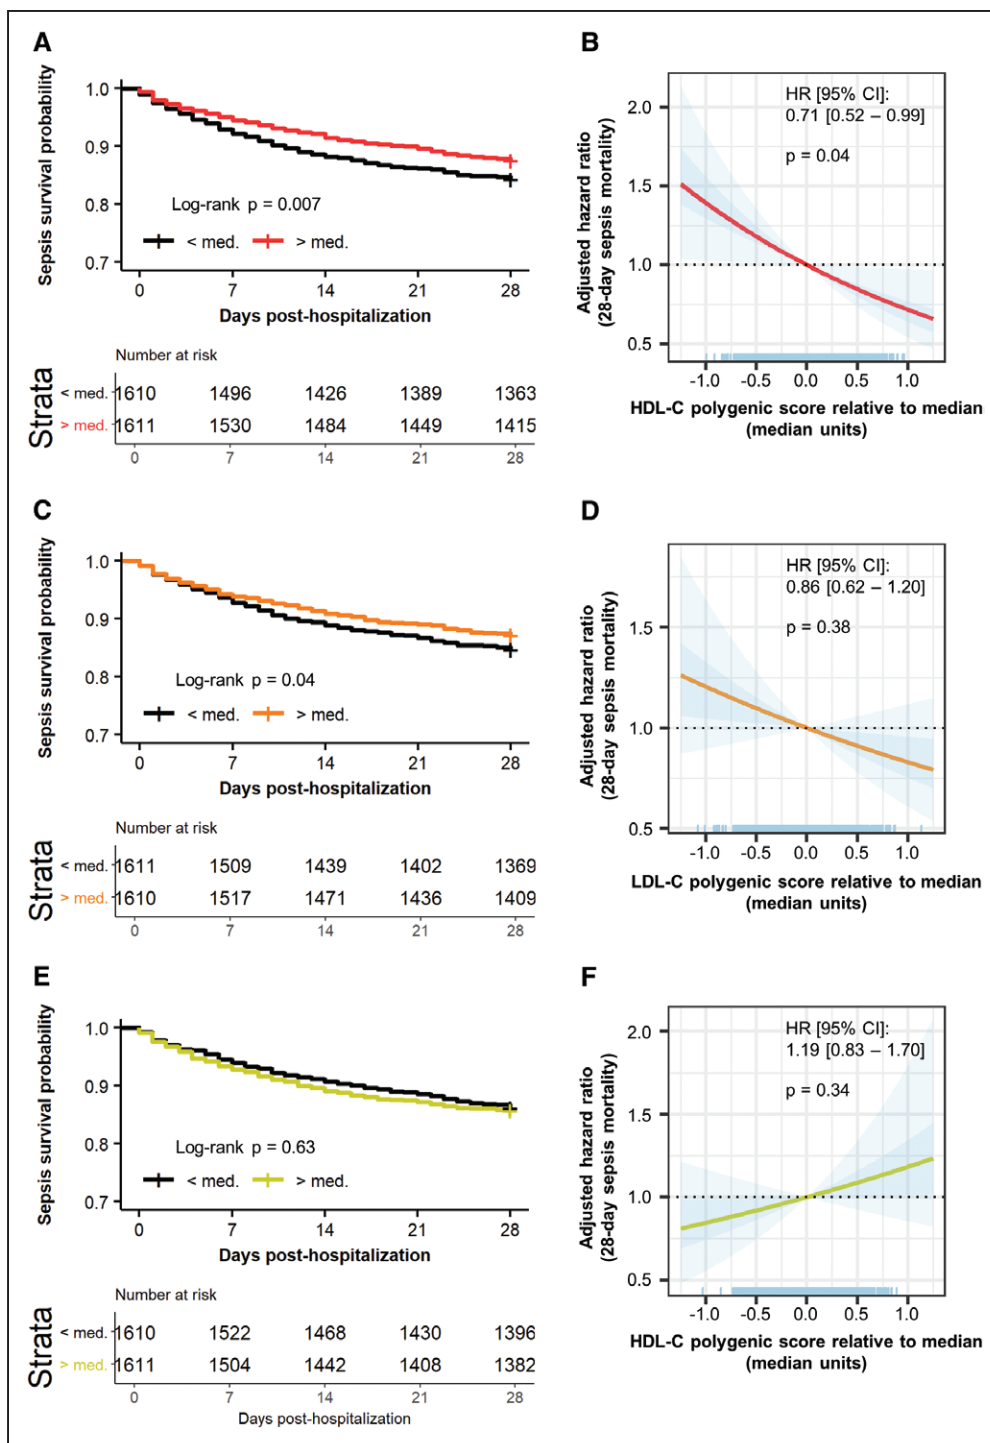 A
Sepsis survival probability
1.0
0.9
0.8
0.7
Log-rank p = 0.007
< med. > med.
0 7 14 21 28
Days post-hospitalization
Number at risk
Strata
< med. 1610 1496 1426 1389 1363
> med. 1611 1530 1484 1449 1415
0 7 14 21 28
B
Adjusted hazard ratio
(28-day sepsis mortality)
2.0
1.5
1.0
0.5
HR [95% CI]:
0.71 [0.52 – 0.99]
p = 0.04
-1.0 -0.5 0.0 0.5 1.0
HDL-C polygenic score relative to median
(median units)
C
Sepsis survival probability
1.0
0.9
0.8
0.7
Log-rank p = 0.04
< med. > med.
0 7 14 21 28
Days post-hospitalization
Number at risk
Strata
< med. 1611 1509 1439 1402 1369
> med. 1610 1517 1471 1436 1409
0 7 14 21 28
D
Adjusted hazard ratio
(28-day sepsis mortality)
1.5
1.0
0.5
HR [95% CI]:
0.86 [0.62 – 1.20]
p = 0.38
-1.0 -0.5 0.0 0.5 1.0
LDL-C polygenic score relative to median
(median units)
E
Sepsis survival probability
1.0
0.9
0.8
0.7
Log-rank p = 0.63
< med. > med.
0 7 14 21 28
Days post-hospitalization
Number at risk
Strata
< med. 1610 1522 1468 1430 1396
> med. 1611 1504 1442 1408 1382
0 7 14 21 28
Days post-hospitalization
F
Adjusted hazard ratio
(28-day sepsis mortality)
2.0
1.5
1.0
0.5
HR [95% CI]:
1.19 [0.83 – 1.70]
p = 0.34
-1.0 -0.5 0.0 0.5 1.0
HDL-C polygenic score relative to median
(median units)